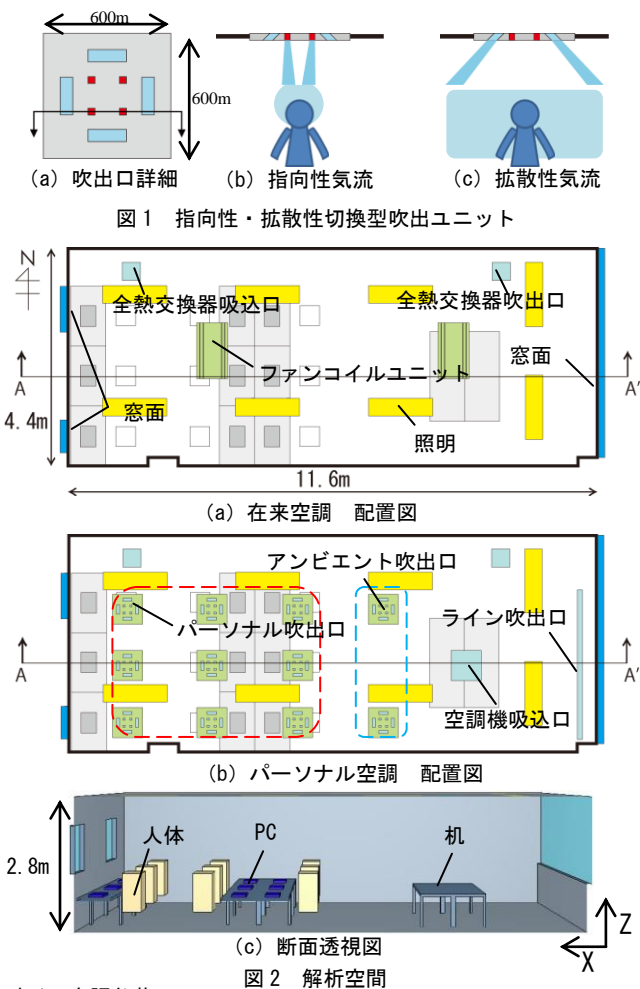 600m
600m
(a) 吹出口詳細
(b) 指向性気流
(c) 拡散性気流
図1 指向性・拡散性切換型吹出ユニット
N
全熱交換器吸込口
全熱交換器吹出口
ファンコイルユニット
窓面
窓面
照明
A
A'
4.4m
11.6m
(a) 在来空調 配置図
アンビエント吹出口
パーソナル吹出口
ライン吹出口
A
A'
空調機吸込口
(b) パーソナル空調 配置図
人体
PC
机
2.8m
Z
X
(c) 断面透視図
図2 解析空間